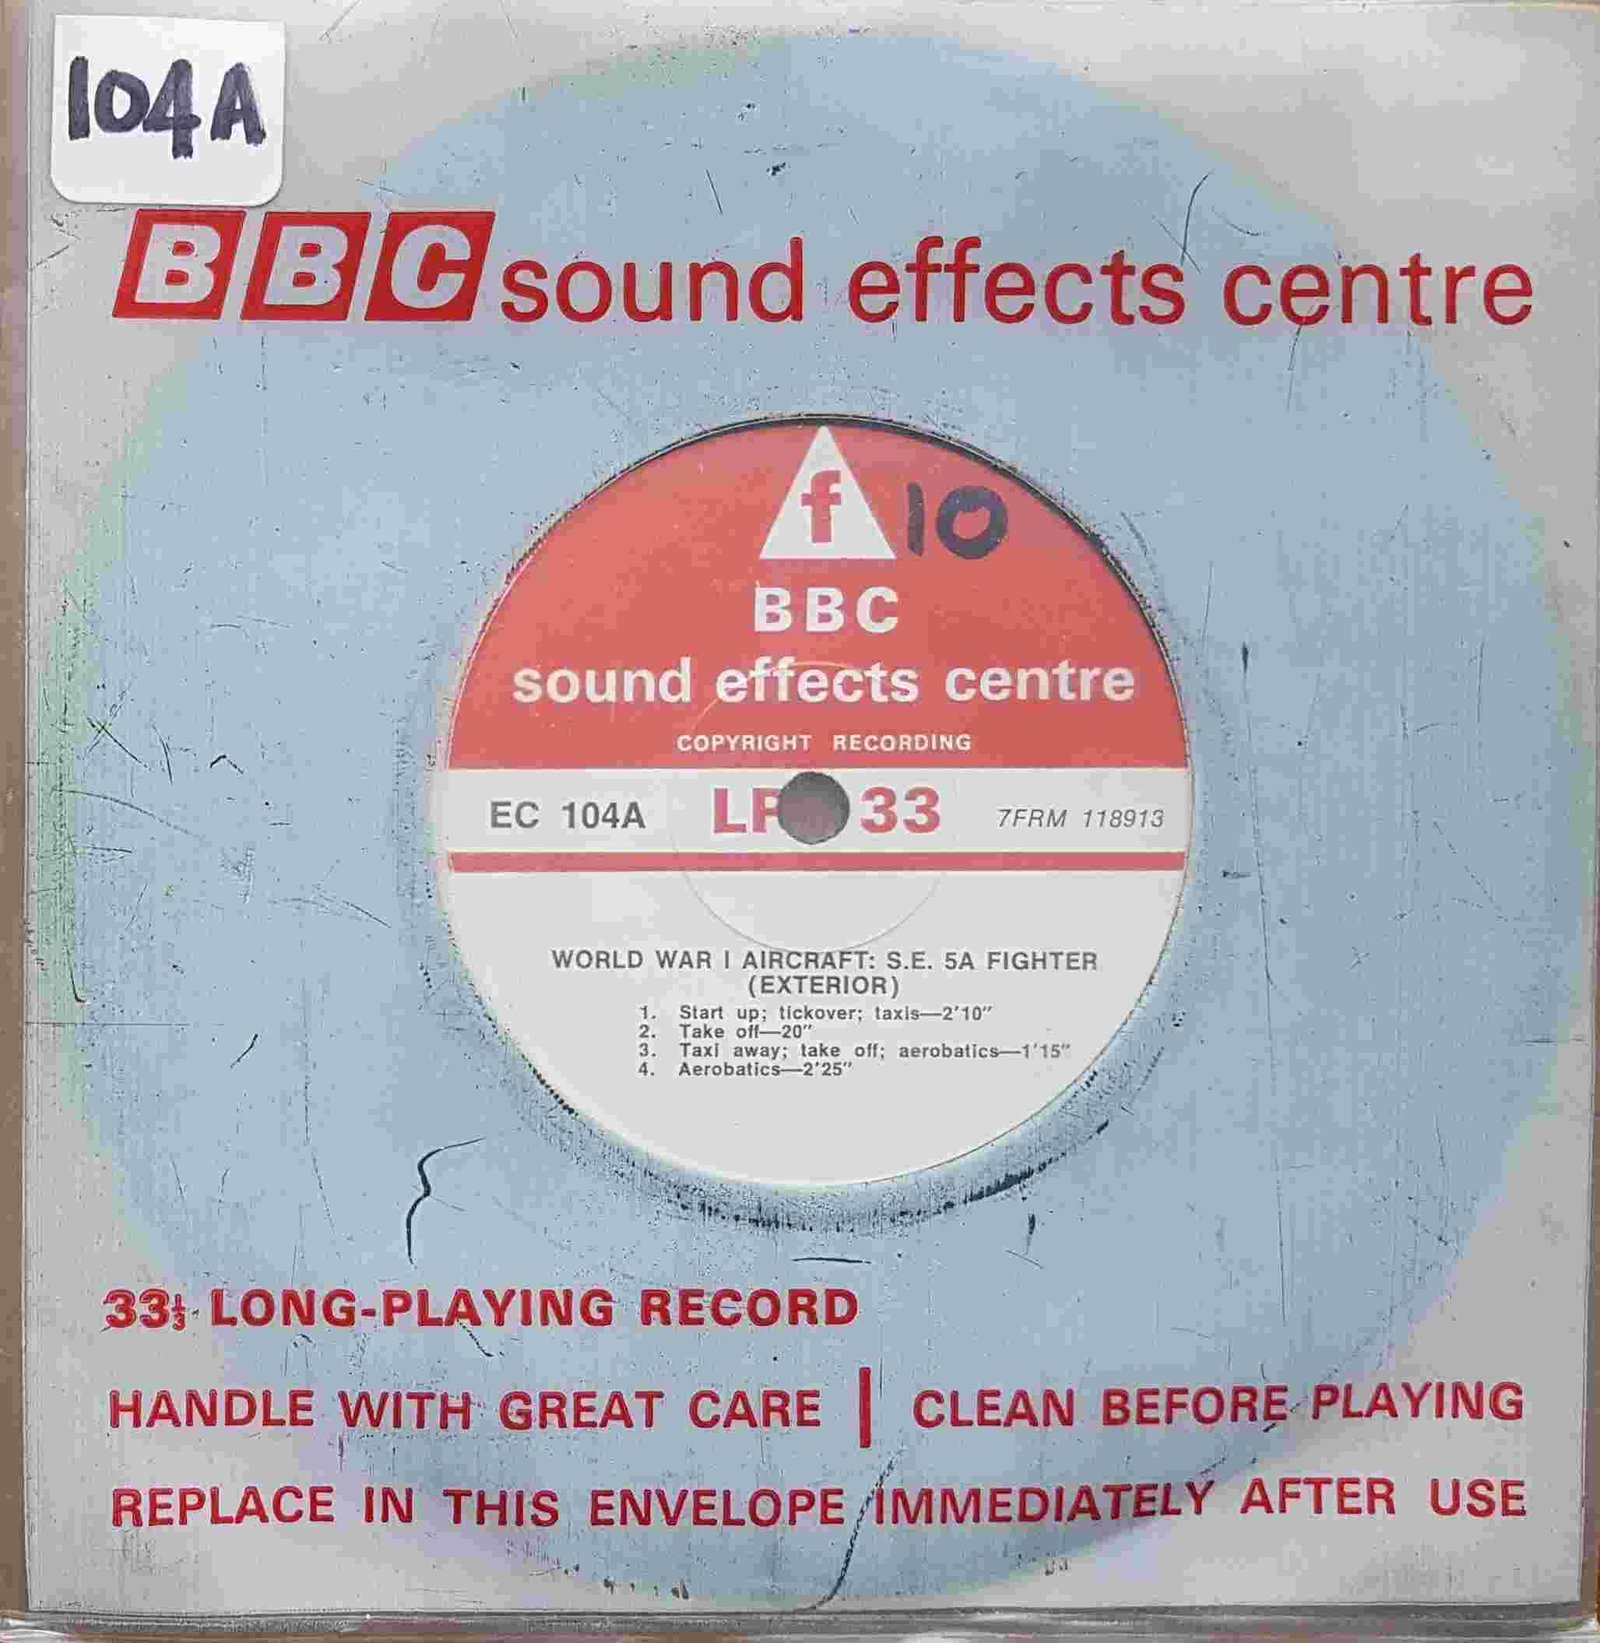 104A
BBC sound effects centre
f 10
BBC
sound effects centre
COPYRIGHT RECORDING
EC 104A LP 33 7FRM 118913
WORLD WAR I AIRCRAFT: S.E. 5A FIGHTER
(EXTERIOR)
1. Start up; tickover; taxis—2'10"
2. Take off—20"
3. Taxi away; take off; aerobatics—1'15"
4. Aerobatics—2'25"
33⅓ LONG-PLAYING RECORD
HANDLE WITH GREAT CARE | CLEAN BEFORE PLAYING
REPLACE IN THIS ENVELOPE IMMEDIATELY AFTER USE